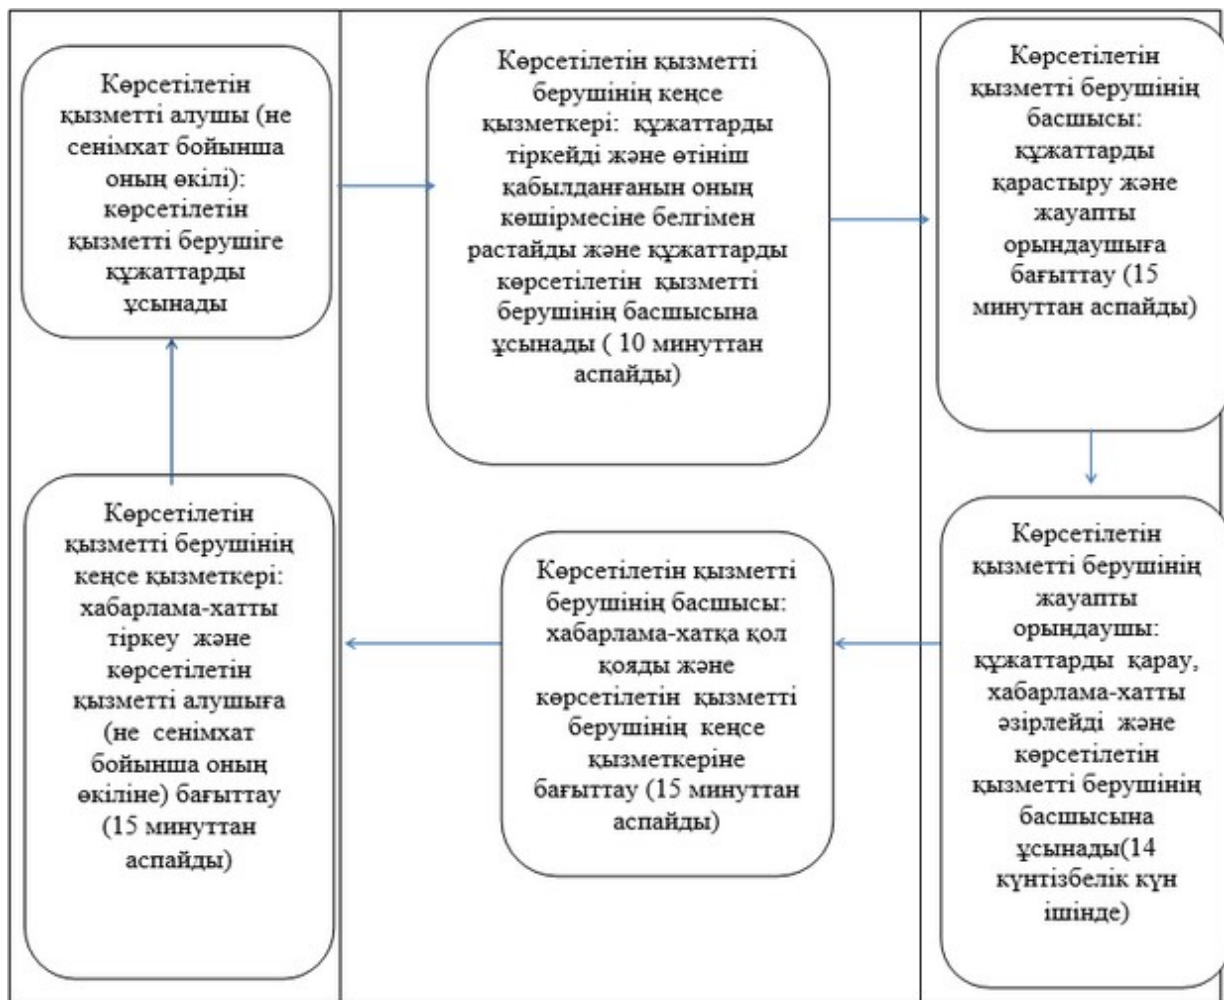 Көрсетілетін
қызметті алушы (не
сенімхат бойынша
оның өкілі):
көрсетілетін
қызметті берушіге
құжаттарды
ұсынады
Көрсетілетін қызметті
берушінің кеңсе
қызметкері: құжаттарды
тіркейді және өтініш
қабылданғанын оның
көшірмесіне белгімен
растайды және құжаттарды
көрсетілетін қызметті
берушінің басшысына
ұсынады ( 10 минуттан
аспайды)
Көрсетілетін
қызметті берушінің
басшысы:
құжаттарды
қарастыру және
жауапты
орындаушыға
бағыттау (15
минуттан аспайды)
Көрсетілетін
қызметті берушінің
жауапты
орындаушы:
құжаттарды қарау,
хабарлама-хатты
әзірлейді және
көрсетілетін
қызметті берушінің
басшысына
ұсынады(14
күнтізбелік күн
ішінде)
Көрсетілетін қызметті
берушінің басшысы:
хабарлама-хатқа қол
қояды және
көрсетілетін қызметті
берушінің кеңсе
қызметкеріне
бағыттау (15 минуттан
аспайды)
Көрсетілетін
қызметті берушінің
кеңсе қызметкері:
хабарлама-хатты
тіркеу және
көрсетілетін
қызметті алушыға
(не сенімхат
бойынша оның
өкіліне) бағыттау
(15 минуттан
аспайды)